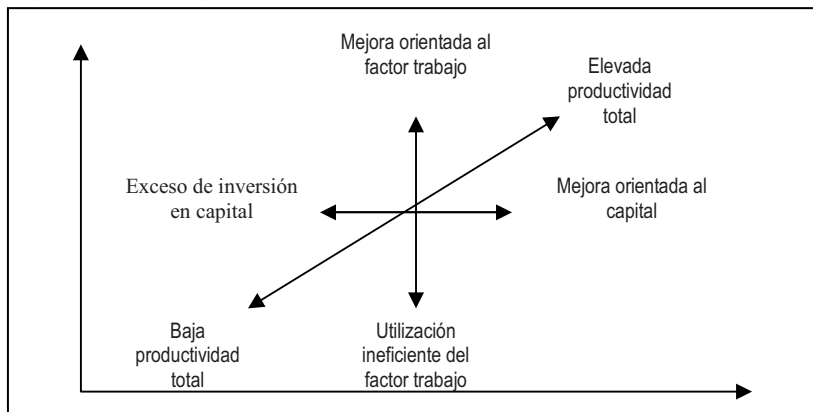 Mejora orientada al
factor trabajo
Elevada
productividad
total
Exceso de inversión
en capital
Mejora orientada al
capital
Baja
productividad
total
Utilización
ineficiente del
factor trabajo